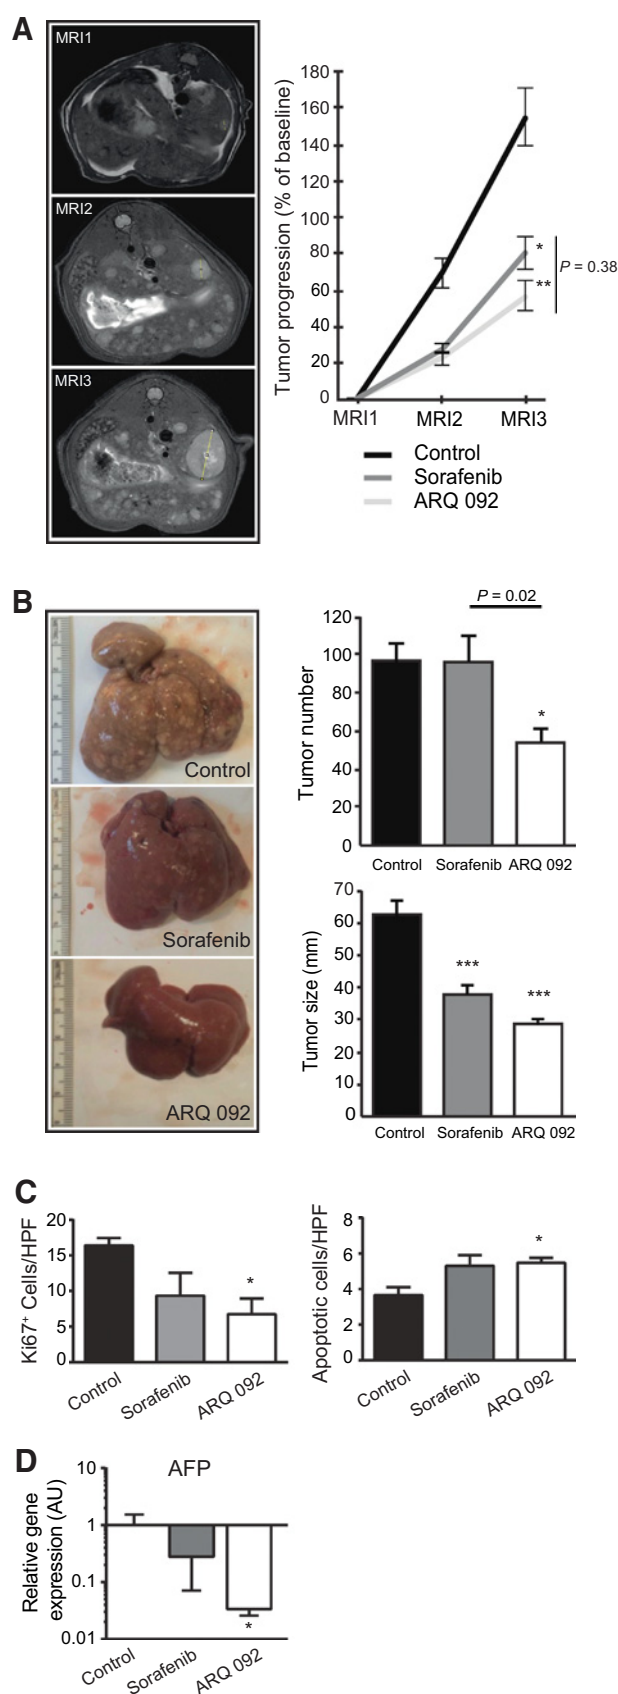 A
MRI1
MRI2
MRI3
Tumor progression (% of baseline)
180
160
140
120
100
80
60
40
20
0
*
**
P = 0.38
MRI1 MRI2 MRI3
Control
Sorafenib
ARQ 092
B
Control
Sorafenib
ARQ 092
P = 0.02
Tumor number
120
100
80
60
40
20
0
*
Control Sorafenib ARQ 092
Tumor size (mm)
70
60
50
40
30
20
10
0
***
***
Control Sorafenib ARQ 092
C
Ki67+ Cells/HPF
20
15
10
5
0
*
Control Sorafenib ARQ 092
Apoptotic cells/HPF
8
6
4
2
0
*
Control Sorafenib ARQ 092
D
AFP
Relative gene
expression (AU)
10
1
0.1
0.01
*
Control Sorafenib ARQ 092